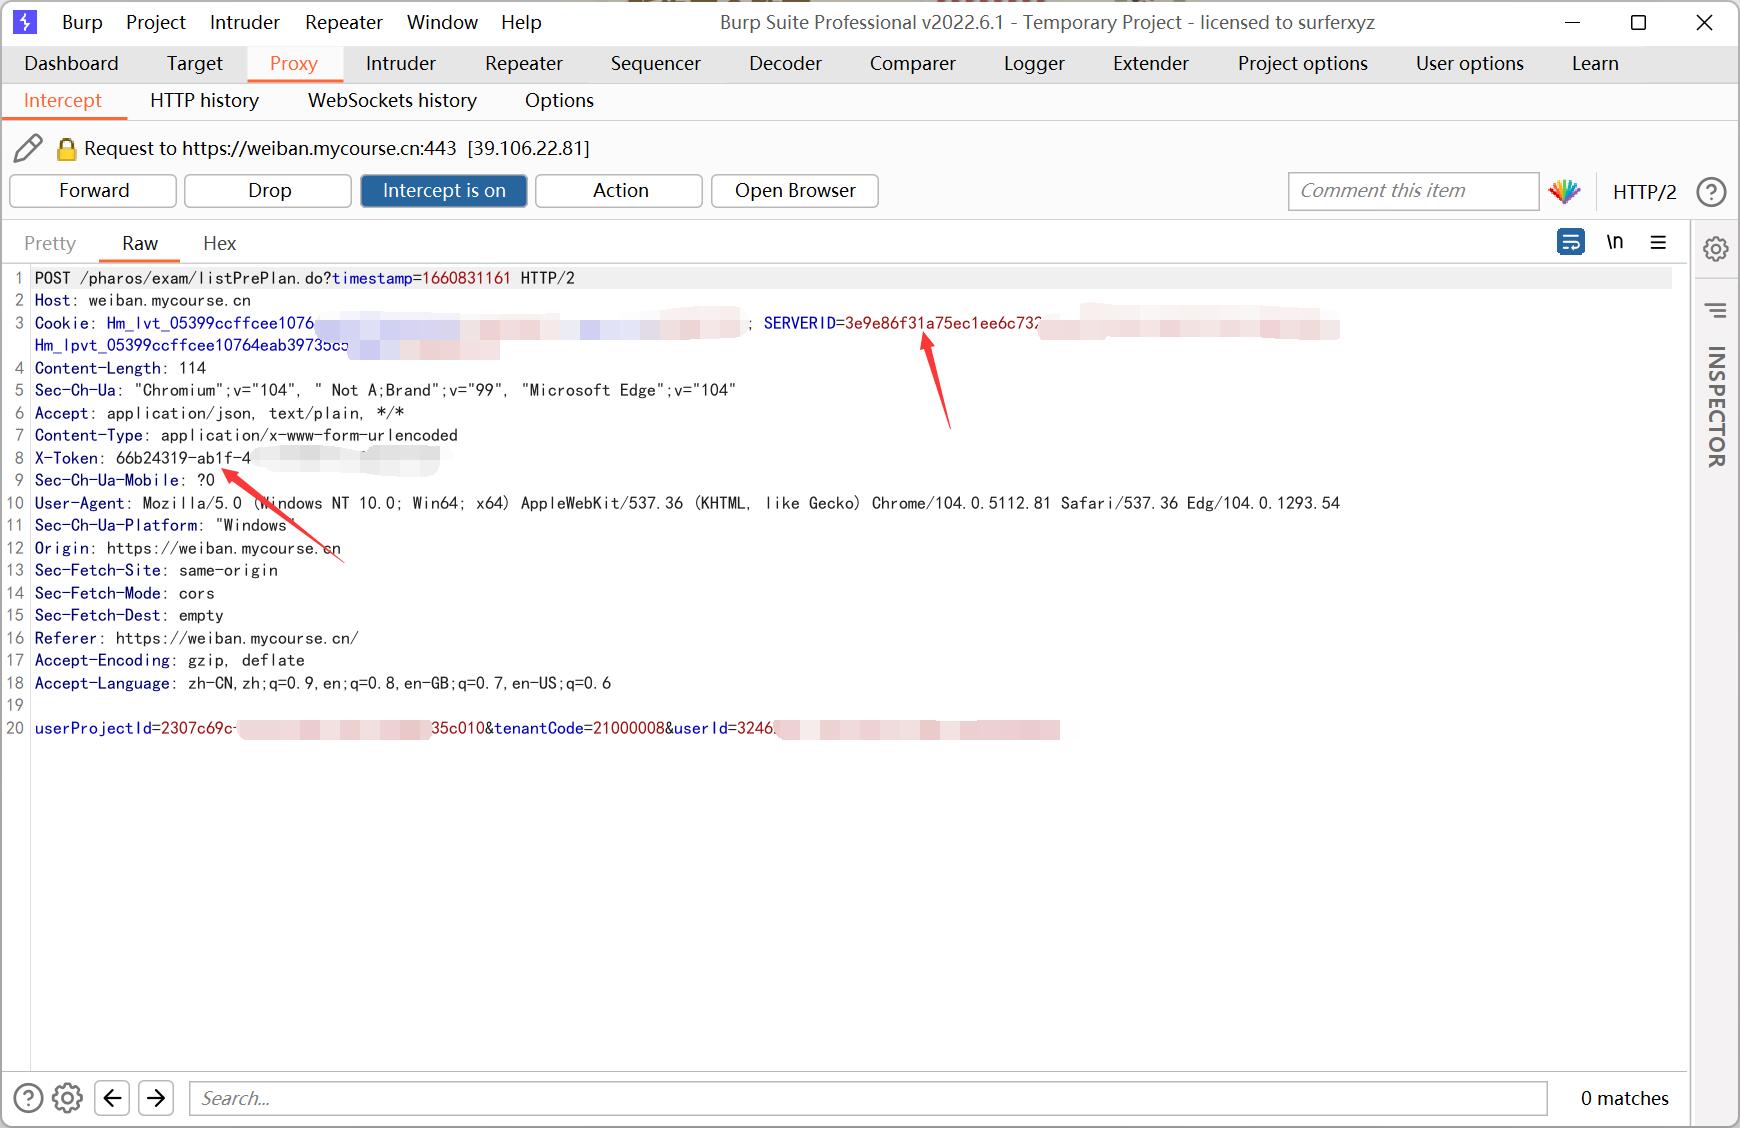 Burp Project Intruder Repeater Window Help Burp Suite Professional v2022.6.1 - Temporary Project - licensed to surferxyz
Dashboard Target Proxy Intruder Repeater Sequencer Decoder Comparer Logger Extender Project options User options Learn
Intercept HTTP history WebSockets history Options
Request to https://weiban.mycourse.cn:443 [39.106.22.81]
Forward Drop Intercept is on Action Open Browser Comment this item HTTP/2 ?
Pretty Raw Hex \n
INSPECTOR
1 POST /pharos/exam/listPrePlan.do?timestamp=1660831161 HTTP/2
2 Host: weiban.mycourse.cn
3 Cookie: Hm_lvt_05399ccffcee1076 ; SERVERID=3e9e86f31a75ec1ee6c732
Hm_lpvt_05399ccffcee10764eab39735c5
4 Content-Length: 114
5 Sec-Ch-Ua: "Chromium";v="104", " Not A;Brand";v="99", "Microsoft Edge";v="104"
6 Accept: application/json, text/plain, */*
7 Content-Type: application/x-www-form-urlencoded
8 X-Token: 66b24319-ab1f-4
9 Sec-Ch-Ua-Mobile: ?0
10 User-Agent: Mozilla/5.0 (Windows NT 10.0; Win64; x64) AppleWebKit/537.36 (KHTML, like Gecko) Chrome/104.0.5112.81 Safari/537.36 Edg/104.0.1293.54
11 Sec-Ch-Ua-Platform: "Windows"
12 Origin: https://weiban.mycourse.cn
13 Sec-Fetch-Site: same-origin
14 Sec-Fetch-Mode: cors
15 Sec-Fetch-Dest: empty
16 Referer: https://weiban.mycourse.cn/
17 Accept-Encoding: gzip, deflate
18 Accept-Language: zh-CN,zh;q=0.9,en;q=0.8,en-GB;q=0.7,en-US;q=0.6
19
20 userProjectId=2307c69c- 35c010&tenantCode=21000008&userId=3246
? Search... 0 matches